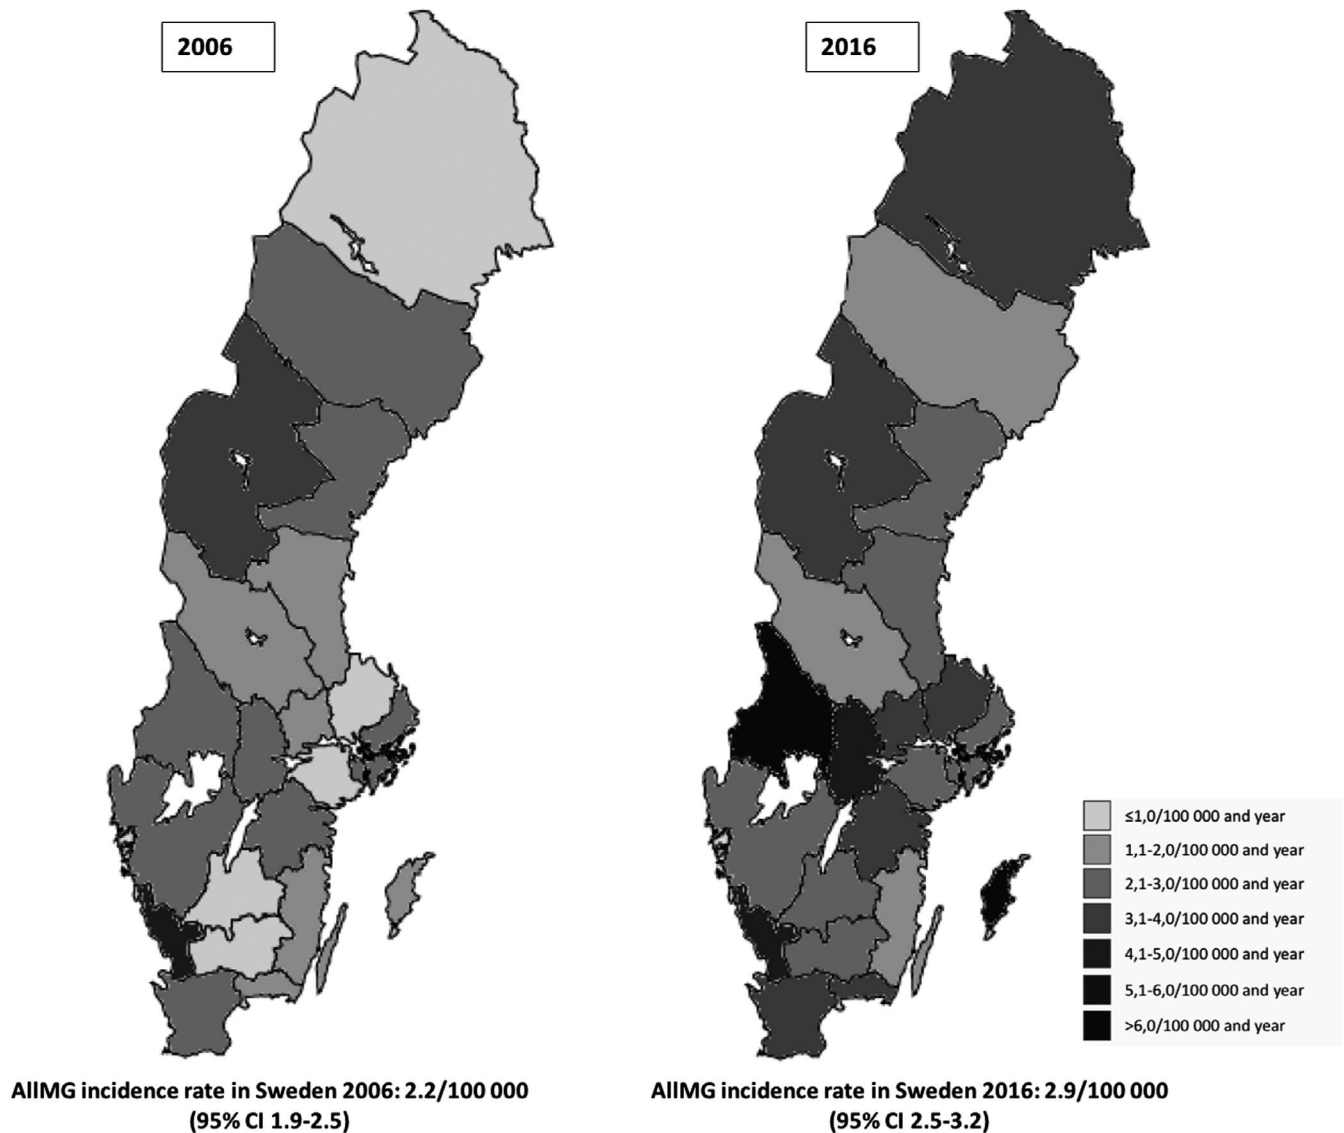 2006
2016
≤1,0/100 000 and year
1,1-2,0/100 000 and year
2,1-3,0/100 000 and year
3,1-4,0/100 000 and year
4,1-5,0/100 000 and year
5,1-6,0/100 000 and year
>6,0/100 000 and year
AllMG incidence rate in Sweden 2006: 2.2/100 000
(95% CI 1.9-2.5)
AllMG incidence rate in Sweden 2016: 2.9/100 000
(95% CI 2.5-3.2)